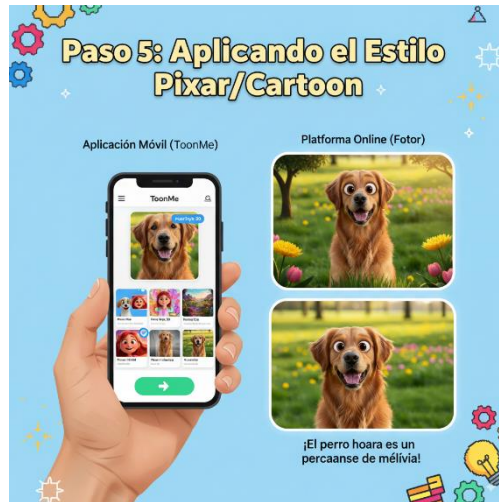 Paso 5: Aplicando el Estilo
Pixar/Cartoon
Aplicación Móvil (ToonMe)
Platforma Online (Fotor)
ToonMe
¡El perro hoara es un
percaanse de mélívia!